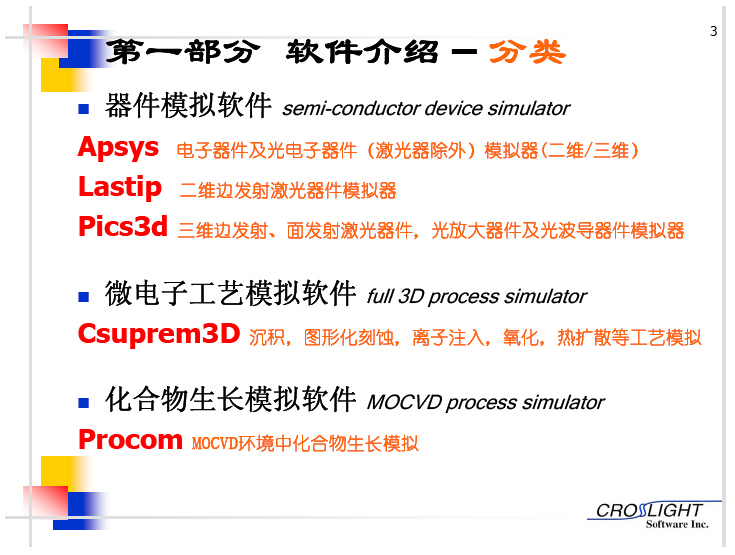 3
第一部分 软件介绍 – 分类
器件模拟软件 semi-conductor device simulator
Apsys 电子器件及光电子器件（激光器除外）模拟器(二维/三维)
Lastip 二维边发射激光器件模拟器
Pics3d 三维边发射、面发射激光器件，光放大器件及光波导器件模拟器
微电子工艺模拟软件 full 3D process simulator
Csuprem3D 沉积，图形化刻蚀，离子注入，氧化，热扩散等工艺模拟
化合物生长模拟软件 MOCVD process simulator
Procom MOCVD环境中化合物生长模拟
CROSSLIGHT
Software Inc.